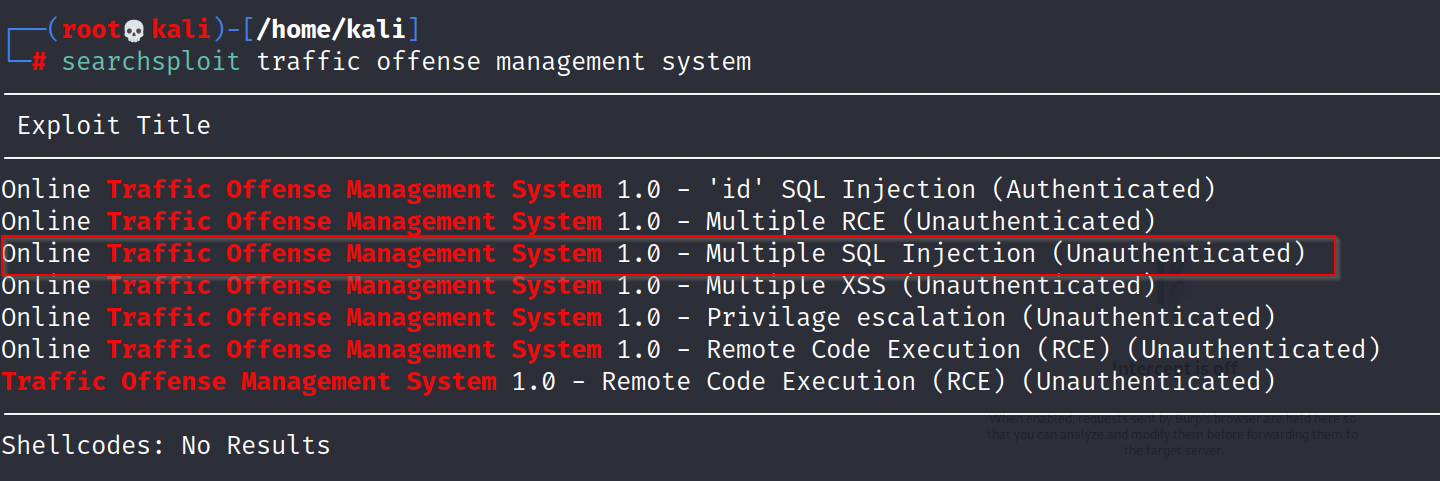 ┌──(root💀kali)-[/home/kali]
└─# searchsploit traffic offense management system
Exploit Title
Online Traffic Offense Management System 1.0 - 'id' SQL Injection (Authenticated)
Online Traffic Offense Management System 1.0 - Multiple RCE (Unauthenticated)
Online Traffic Offense Management System 1.0 - Multiple SQL Injection (Unauthenticated)
Online Traffic Offense Management System 1.0 - Multiple XSS (Unauthenticated)
Online Traffic Offense Management System 1.0 - Privilage escalation (Unauthenticated)
Online Traffic Offense Management System 1.0 - Remote Code Execution (RCE) (Unauthenticated)
Intercept is off
Traffic Offense Management System 1.0 - Remote Code Execution (RCE) (Unauthenticated)
When enabled, requests sent by Burp's browser are held here so
that you can analyze and modify them before forwarding them to
the target server.
Shellcodes: No Results